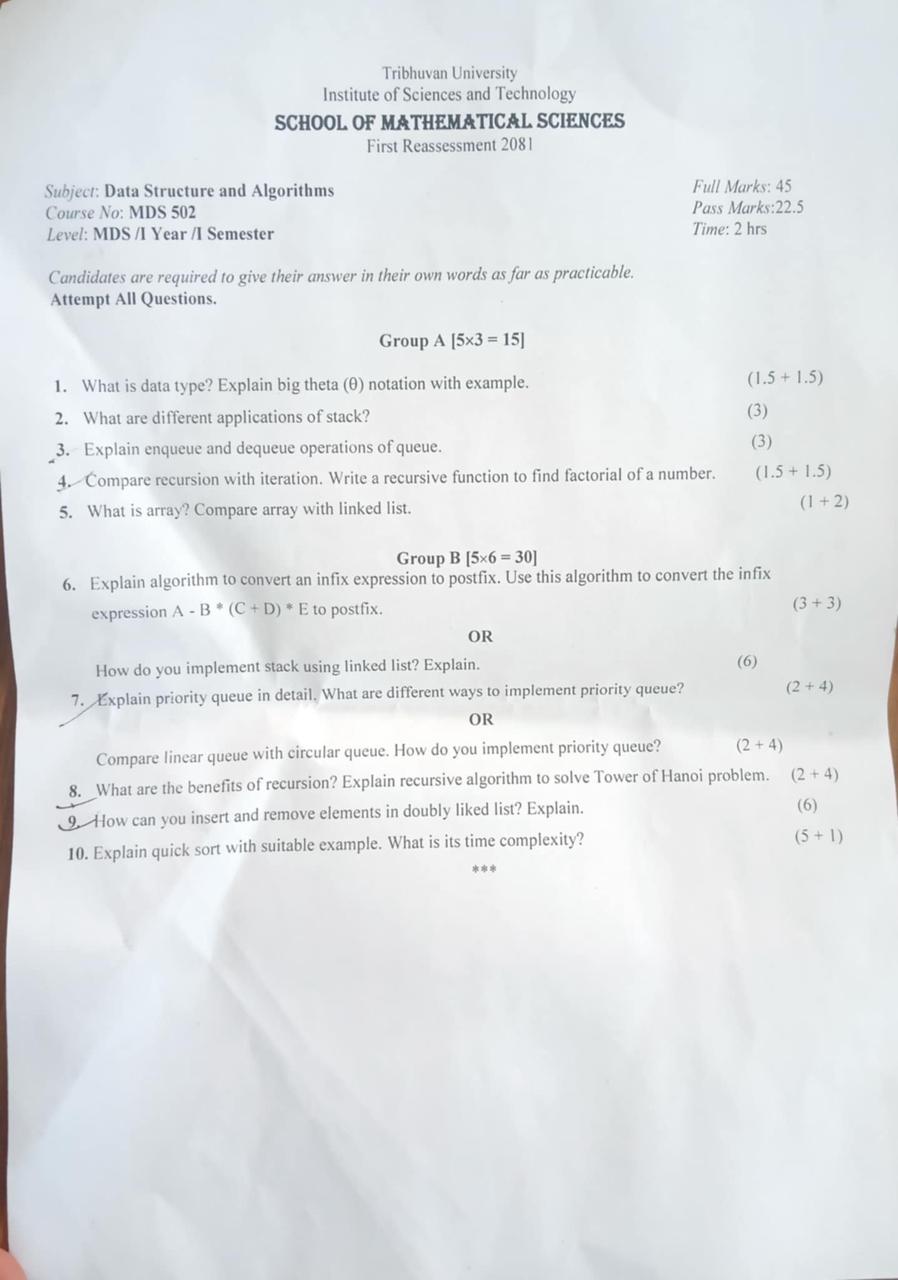 Tribhuvan University
Institute of Sciences and Technology
SCHOOL OF MATHEMATICAL SCIENCES
First Reassessment 2081
Subject: Data Structure and Algorithms
Full Marks: 45
Course No: MDS 502
Pass Marks:22.5
Level: MDS /I Year /I Semester
Time: 2 hrs
Candidates are required to give their answer in their own words as far as practicable.
Attempt All Questions.
Group A [5×3 = 15]
1. What is data type? Explain big theta (θ) notation with example. (1.5 + 1.5)
2. What are different applications of stack? (3)
3. Explain enqueue and dequeue operations of queue. (3)
4. Compare recursion with iteration. Write a recursive function to find factorial of a number. (1.5 + 1.5)
5. What is array? Compare array with linked list. (1 + 2)
Group B [5×6 = 30]
6. Explain algorithm to convert an infix expression to postfix. Use this algorithm to convert the infix
expression A - B * (C + D) * E to postfix. (3 + 3)
OR
How do you implement stack using linked list? Explain. (6)
7. Explain priority queue in detail. What are different ways to implement priority queue? (2 + 4)
OR
Compare linear queue with circular queue. How do you implement priority queue? (2 + 4)
8. What are the benefits of recursion? Explain recursive algorithm to solve Tower of Hanoi problem. (2 + 4)
9. How can you insert and remove elements in doubly liked list? Explain. (6)
10. Explain quick sort with suitable example. What is its time complexity? (5 + 1)
***